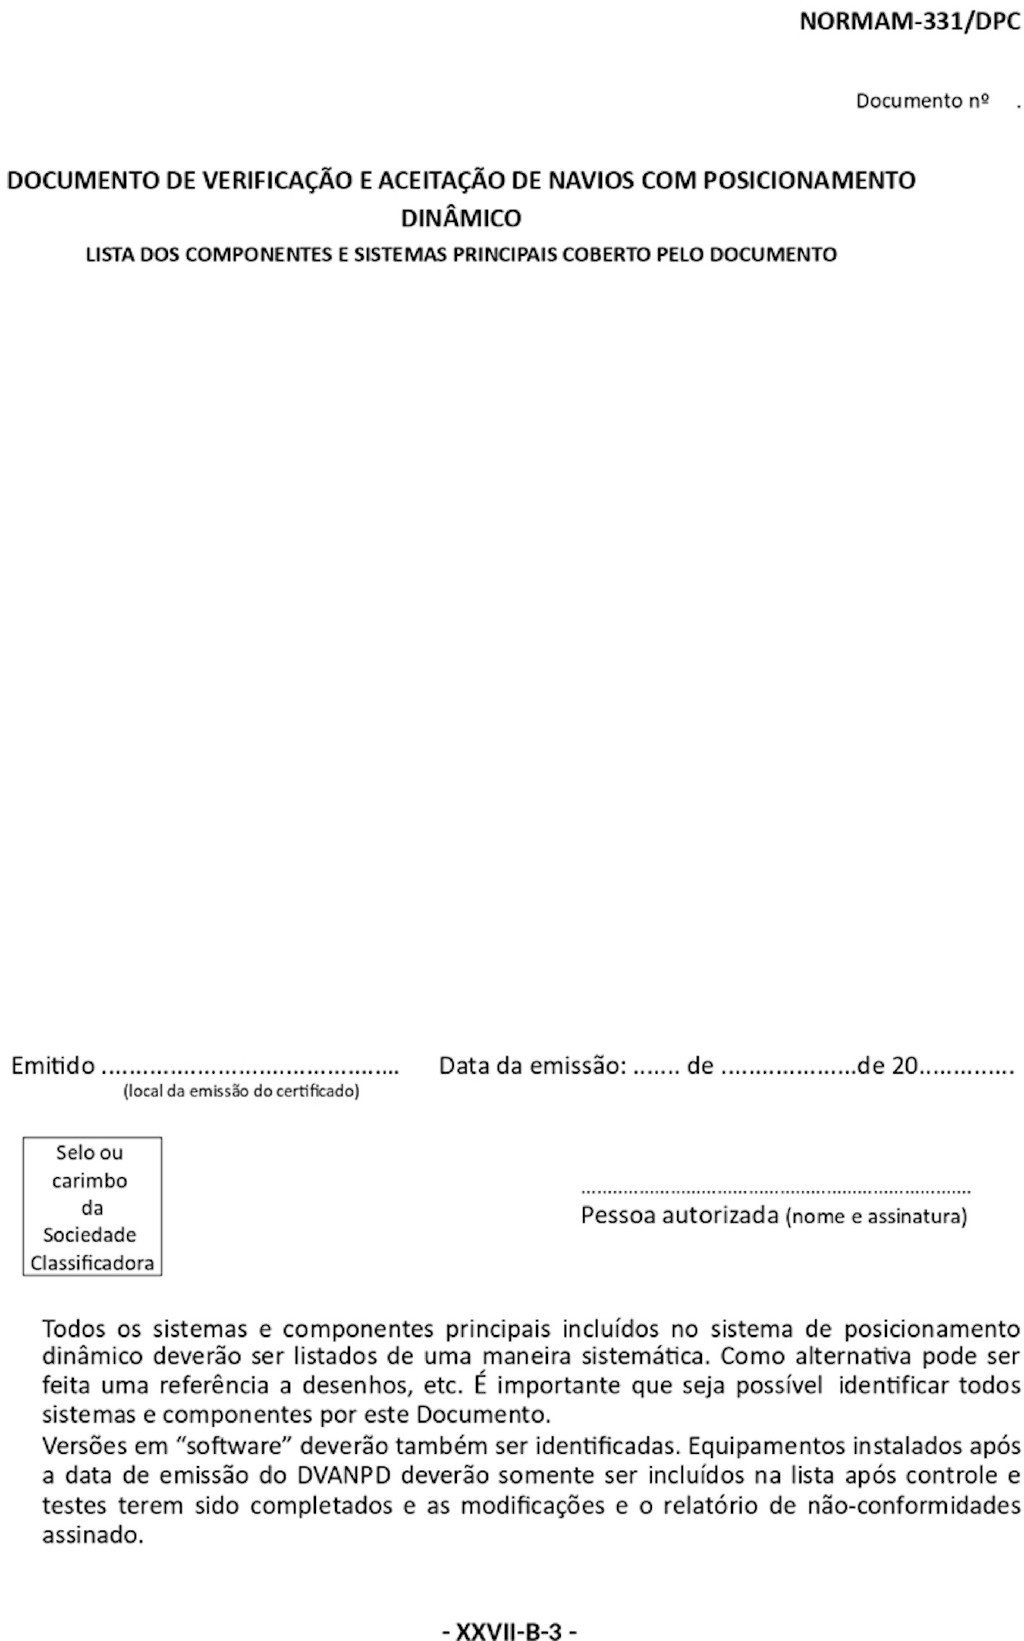 NORMAM-331/DPC
Documento nº .
DOCUMENTO DE VERIFICAÇÃO E ACEITAÇÃO DE NAVIOS COM POSICIONAMENTO
DINÂMICO
LISTA DOS COMPONENTES E SISTEMAS PRINCIPAIS COBERTO PELO DOCUMENTO
Emitido ........................................... Data da emissão: ....... de ....................de 20..............
(local da emissão do certificado)
Selo ou
carimbo
da
Sociedade
Classificadora
..........................................................................
Pessoa autorizada (nome e assinatura)
Todos os sistemas e componentes principais incluídos no sistema de posicionamento
dinâmico deverão ser listados de uma maneira sistemática. Como alternativa pode ser
feita uma referência a desenhos, etc. É importante que seja possível identificar todos
sistemas e componentes por este Documento.
Versões em “software” deverão também ser identificadas. Equipamentos instalados após
a data de emissão do DVANPD deverão somente ser incluídos na lista após controle e
testes terem sido completados e as modificações e o relatório de não-conformidades
assinado.
- XXVII-B-3 -